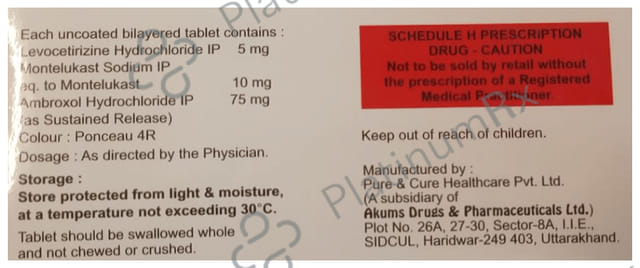 Each uncoated bilayered tablet contains :
Levocetirizine Hydrochloride IP 5 mg
Montelukast Sodium IP
eq. to Montelukast 10 mg
Ambroxol Hydrochloride IP 75 mg
(as Sustained Release)
Colour : Ponceau 4R
Dosage : As directed by the Physician.
Storage :
Store protected from light & moisture,
at a temperature not exceeding 30°C.
Tablet should be swallowed whole
and not chewed or crushed.
SCHEDULE H PRESCRIPTION
DRUG - CAUTION
Not to be sold by retail without
the prescription of a Registered
Medical Practitioner.
Keep out of reach of children.
Manufactured by :
Pure & Cure Healthcare Pvt. Ltd.
(A subsidiary of
Akums Drugs & Pharmaceuticals Ltd.)
Plot No. 26A, 27-30, Sector-8A, I.I.E.,
SIDCUL, Haridwar-249 403, Uttarakhand.
PlatinumRx